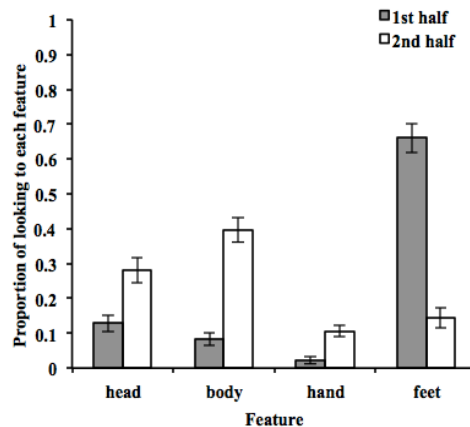 1st half
2nd half
Proportion of looking to each feature
1
0.9
0.8
0.7
0.6
0.5
0.4
0.3
0.2
0.1
0
head body hand feet
Feature